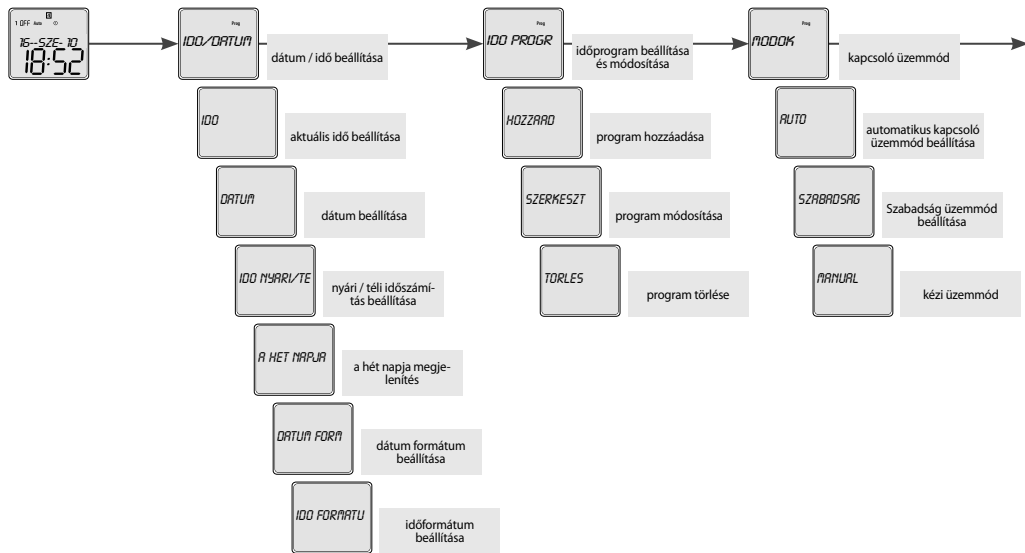 1 OFF Auto
16--SZE- 10
18:52
Prog
IDO/DATUM
dátum / idő beállítása
IDO
aktuális idő beállítása
DATUM
dátum beállítása
IDO NYARI/TE
nyári / téli időszámí-
tás beállítása
A HET NAPJA
a hét napja megje-
lenítés
DATUM FORM
dátum formátum
beállítása
IDO FORMATU
időformátum
beállítása
Prog
IDO PROGR
időprogram beállítása
és módosítása
HOZZAAD
program hozzáadása
SZERKESZT
program módosítása
TORLES
program törlése
Prog
MODOK
kapcsoló üzemmód
AUTO
automatikus kapcsoló
üzemmód beállítása
SZABADSAG
Szabadság üzemmód
beállítása
MANUAL
kézi üzemmód